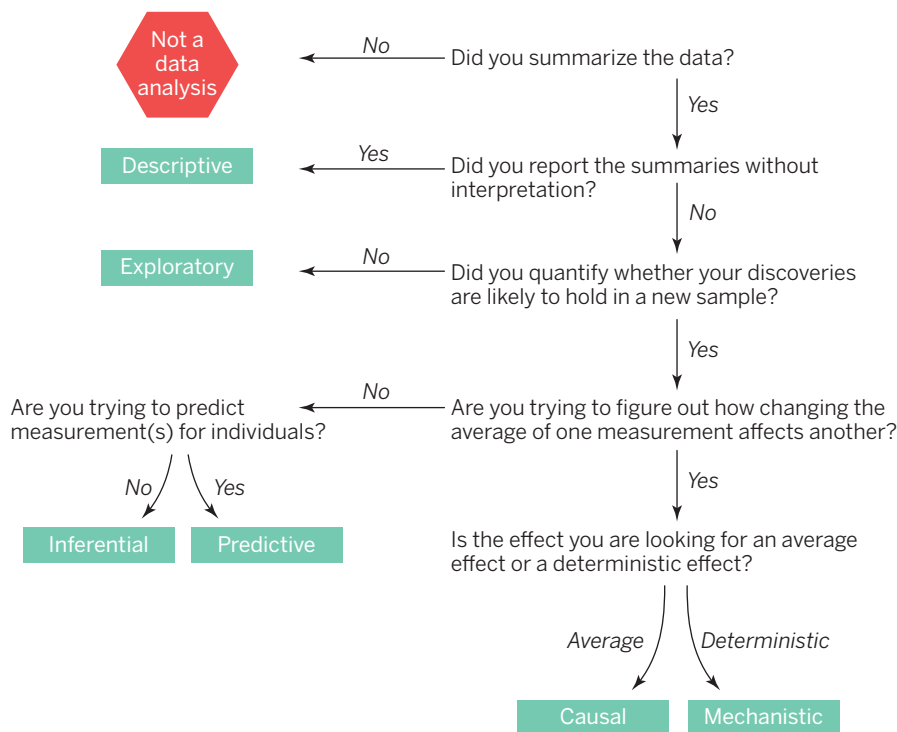 Not a
data
analysis
No
Did you summarize the data?
Yes
Descriptive
Yes
Did you report the summaries without
interpretation?
No
Exploratory
No
Did you quantify whether your discoveries
are likely to hold in a new sample?
Yes
No
Are you trying to predict
measurement(s) for individuals?
Are you trying to figure out how changing the
average of one measurement affects another?
No
Yes
Yes
Inferential
Predictive
Is the effect you are looking for an average
effect or a deterministic effect?
Average
Deterministic
Causal
Mechanistic